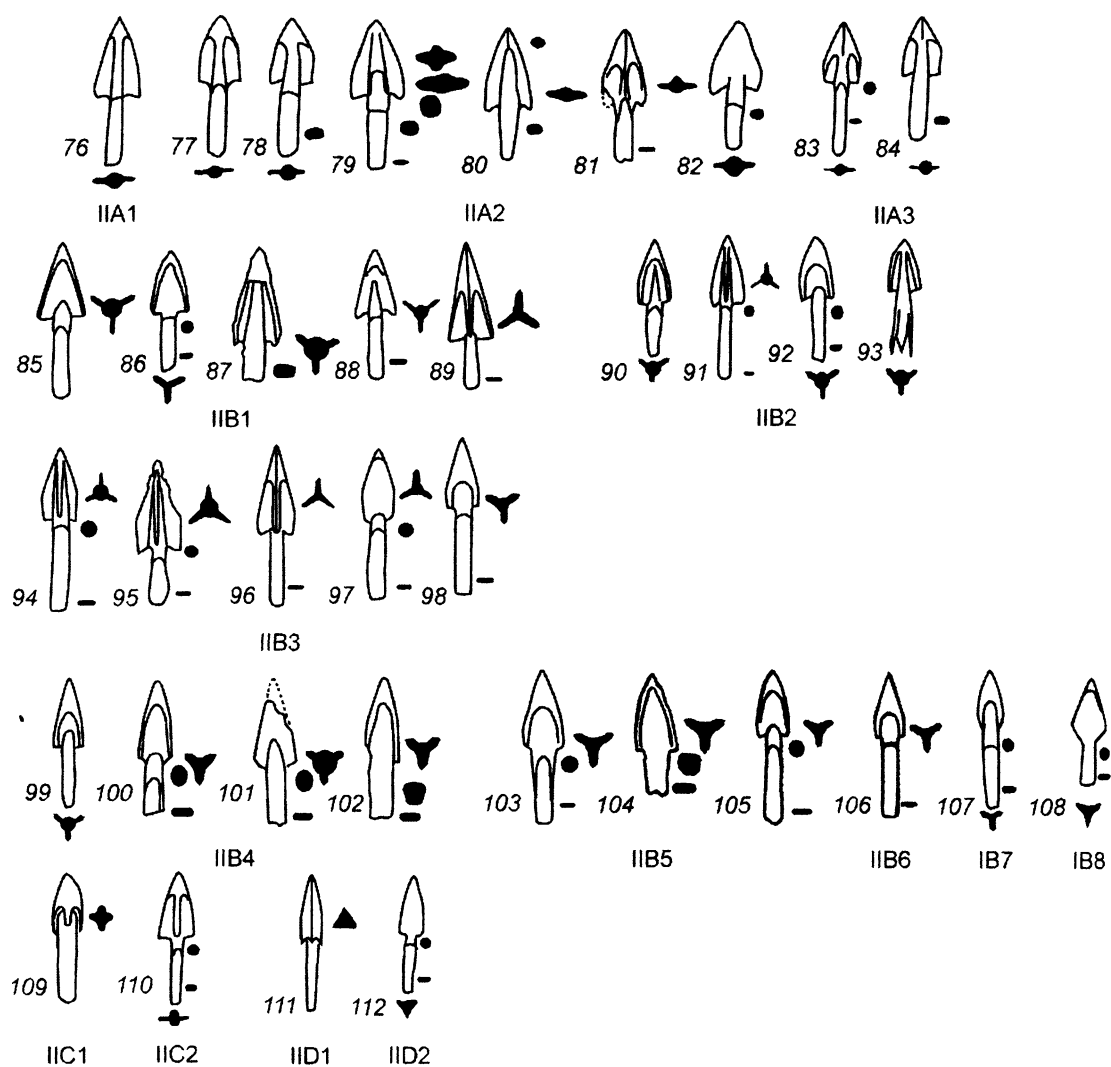 76 77 78 79 80 81 82 83 84
IIA1 IIA2 IIA3
85 86 87 88 89 90 91 92 93
IIB1 IIB2
94 95 96 97 98
IIB3
99 100 101 102 103 104 105 106 107 108
IIB4 IIB5 IIB6 IB7 IB8
109 110 111 112
IIC1 IIC2 IID1 IID2